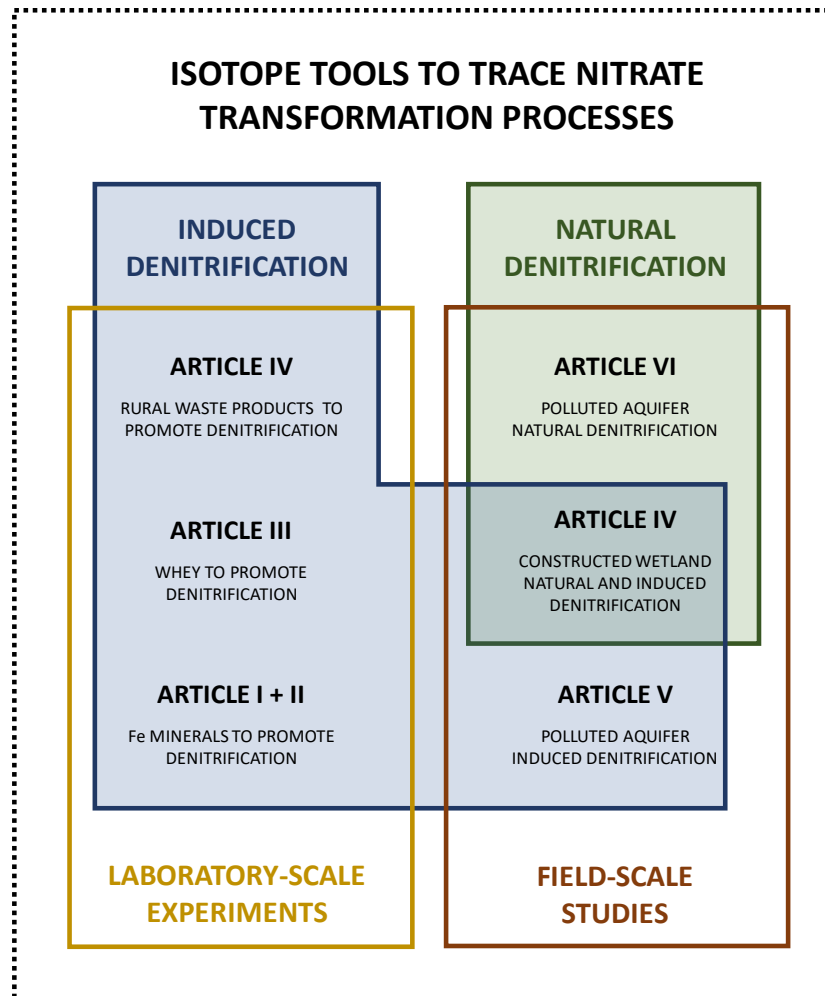 ISOTOPE TOOLS TO TRACE NITRATE
TRANSFORMATION PROCESSES
INDUCED
DENITRIFICATION
NATURAL
DENITRIFICATION
ARTICLE IV
RURAL WASTE PRODUCTS TO
PROMOTE DENITRIFICATION
ARTICLE VI
POLLUTED AQUIFER
NATURAL DENITRIFICATION
ARTICLE III
WHEY TO PROMOTE
DENITRIFICATION
ARTICLE IV
CONSTRUCTED WETLAND
NATURAL AND INDUCED
DENITRIFICATION
ARTICLE I + II
Fe MINERALS TO PROMOTE
DENITRIFICATION
ARTICLE V
POLLUTED AQUIFER
INDUCED DENITRIFICATION
LABORATORY-SCALE
EXPERIMENTS
FIELD-SCALE
STUDIES